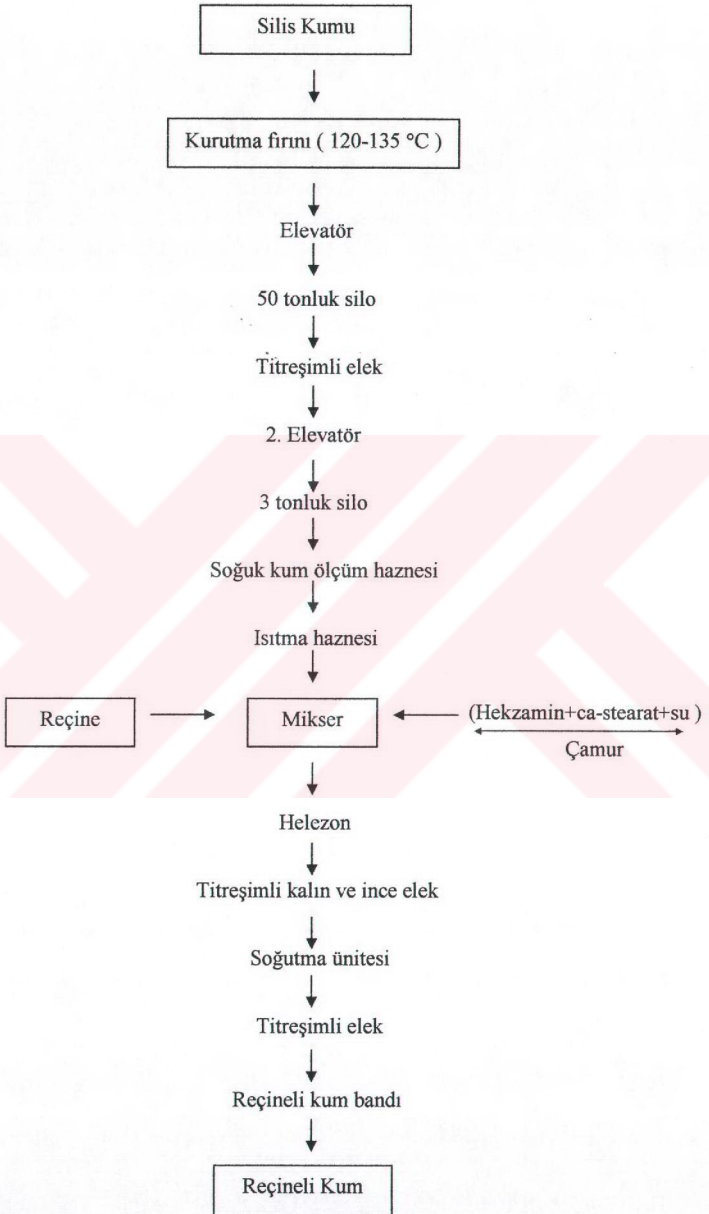 Silis Kumu
Kurutma fırını ( 120-135 °C )
Elevatör
50 tonluk silo
Titreşimli elek
2. Elevatör
3 tonluk silo
Soğuk kum ölçüm haznesi
Isıtma haznesi
Reçine
Mikser
(Hekzamin+ca-stearat+su )
Çamur
Helezon
Titreşimli kalın ve ince elek
Soğutma ünitesi
Titreşimli elek
Reçineli kum bandı
Reçineli Kum